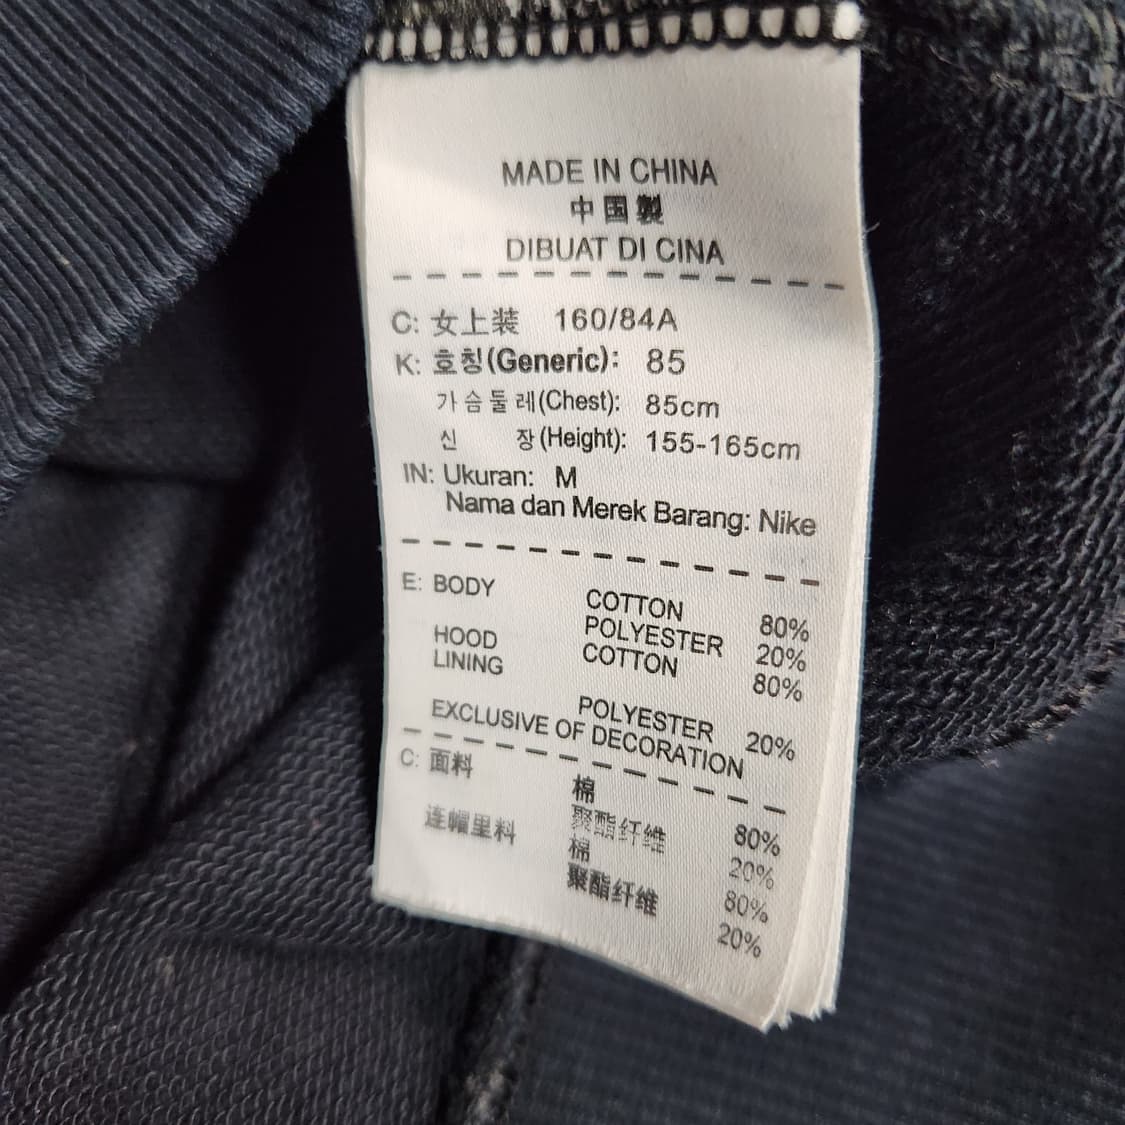 MADE IN CHINA
中国製
DIBUAT DI CINA
C: 女上装 160/84A
K: 호칭(Generic): 85
가슴둘레(Chest): 85cm
신 장(Height): 155-165cm
IN: Ukuran: M
Nama dan Merek Barang: Nike
E: BODY COTTON 80%
POLYESTER 20%
HOOD LINING COTTON 80%
POLYESTER 20%
EXCLUSIVE OF DECORATION
C: 面料 棉 80%
聚酯纤维 20%
连帽里料 棉 80%
聚酯纤维 20%